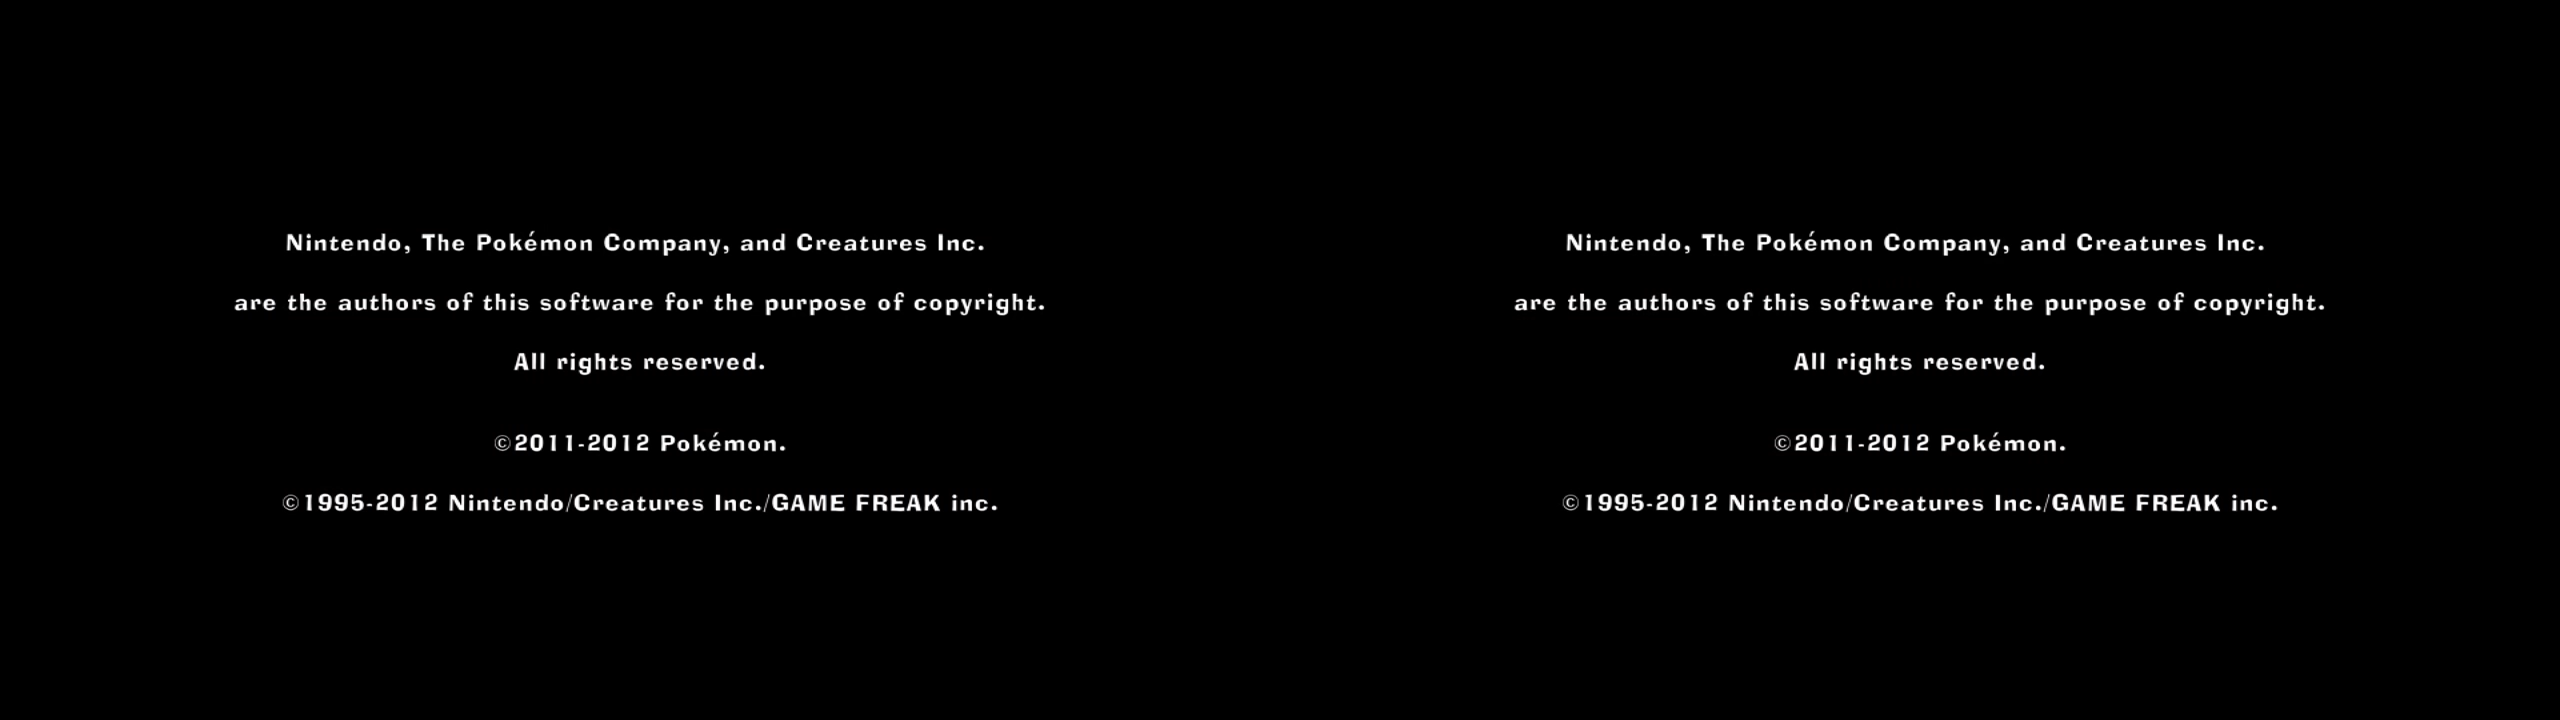 Nintendo, The Pokémon Company, and Creatures Inc.
are the authors of this software for the purpose of copyright.
All rights reserved.
©2011-2012 Pokémon.
©1995-2012 Nintendo/Creatures Inc./GAME FREAK inc.
Nintendo, The Pokémon Company, and Creatures Inc.
are the authors of this software for the purpose of copyright.
All rights reserved.
©2011-2012 Pokémon.
©1995-2012 Nintendo/Creatures Inc./GAME FREAK inc.